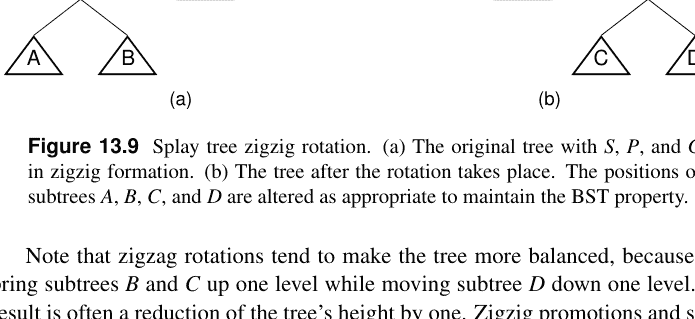 A B C D
(a) (b)
Figure 13.9 Splay tree zigzig rotation. (a) The original tree with S, P, and
in zigzig formation. (b) The tree after the rotation takes place. The positions
subtrees A, B, C, and D are altered as appropriate to maintain the BST property.
Note that zigzag rotations tend to make the tree more balanced, because
subtrees B and C up one level while moving subtree D down one level.
is often a reduction of the tree's height by one. Zigzig promotions and